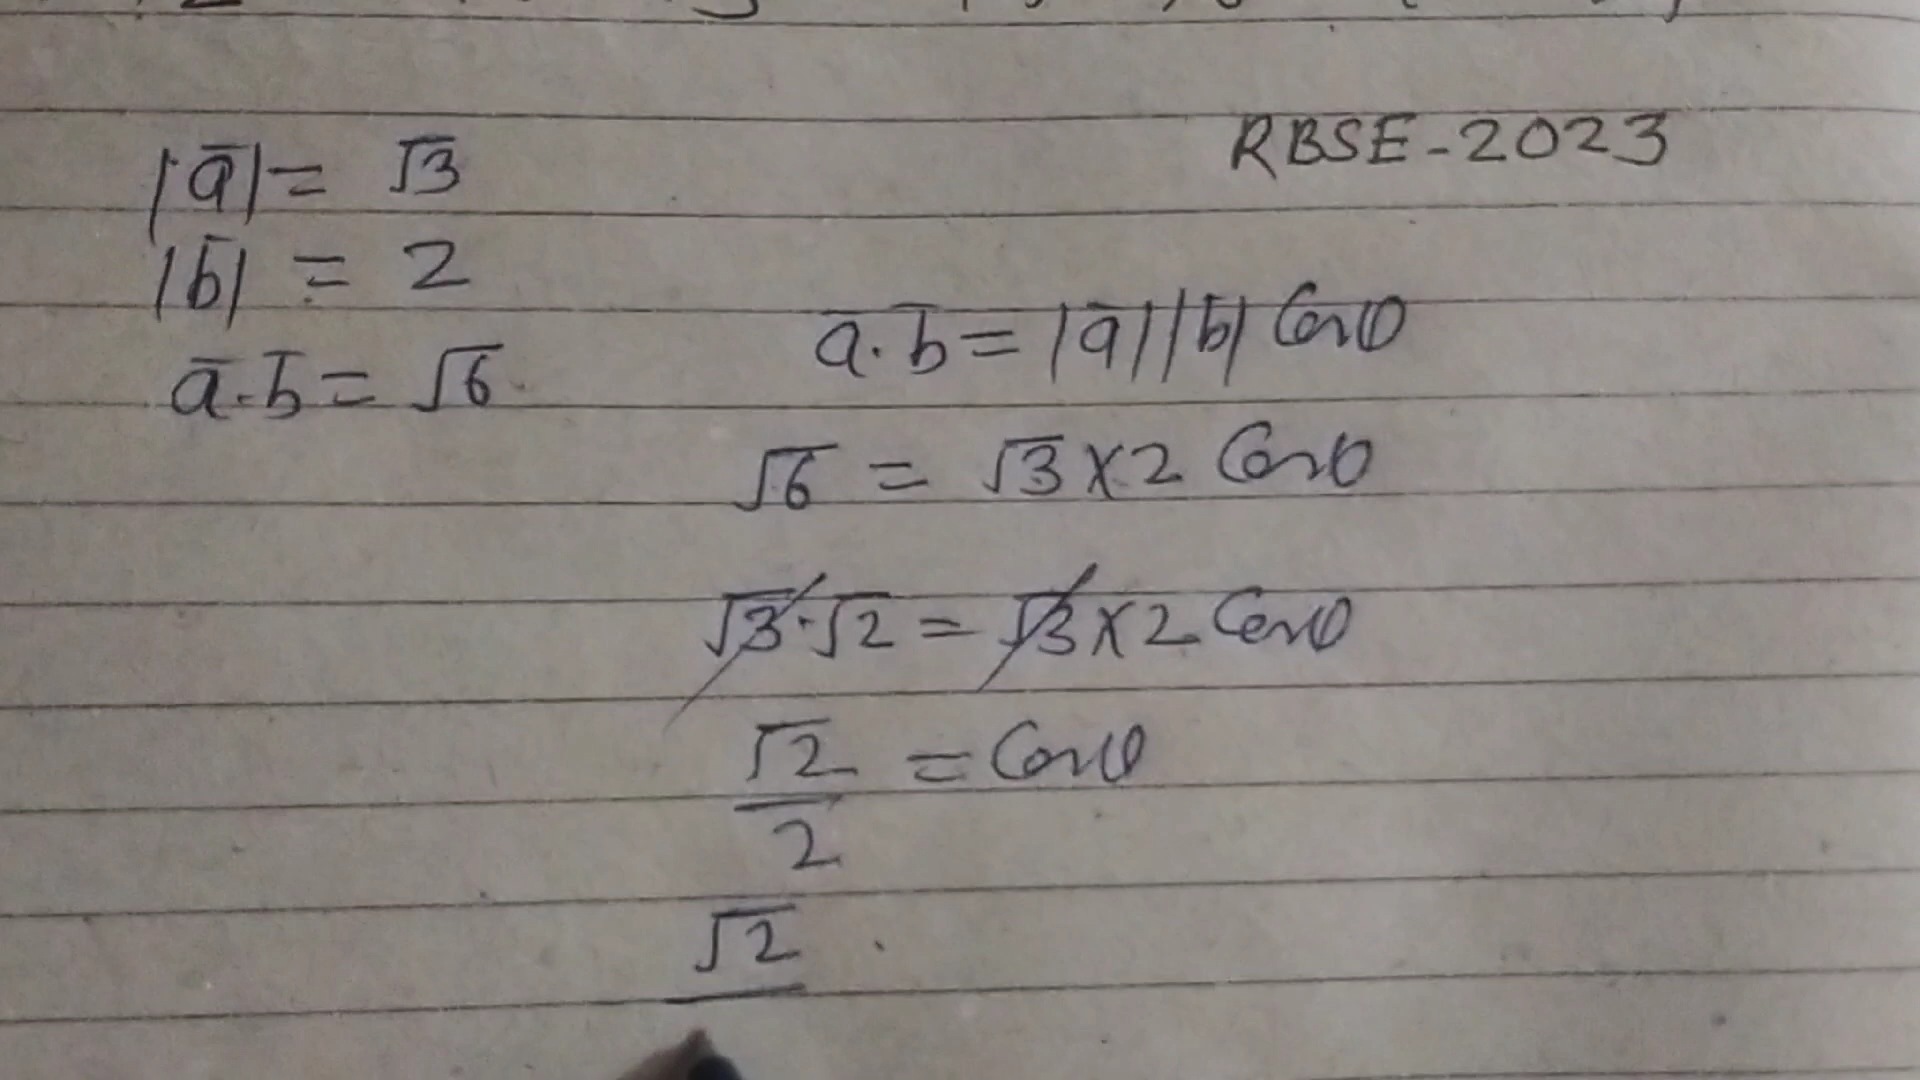 RBSE-2023
|a̅| = √3
|b̅| = 2
a̅.b̅ = √6
a̅.b̅ = |a̅||b̅| Cosθ
√6 = √3 × 2 Cosθ
√3.√2 = √3 × 2 Cosθ
√2/2 = Cosθ
√2